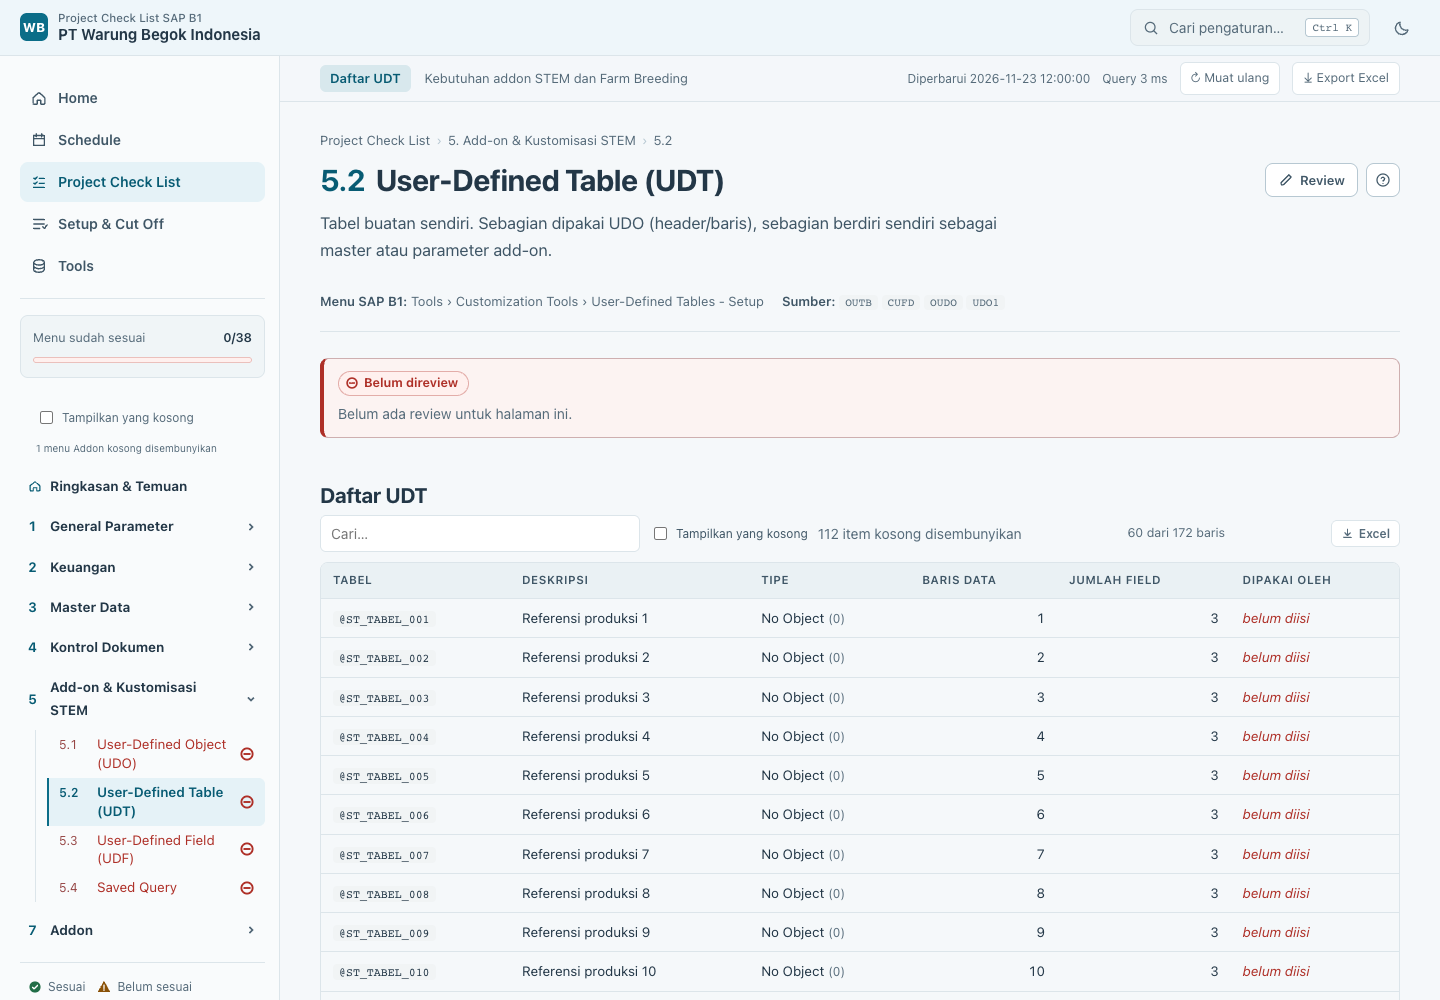 WB
Project Check List SAP B1
PT Warung Begok Indonesia
Cari pengaturan...
Ctrl K
Home
Schedule
Project Check List
Setup & Cut Off
Tools
Menu sudah sesuai 0/38
Tampilkan yang kosong
1 menu Addon kosong disembunyikan
Ringkasan & Temuan
1 General Parameter
2 Keuangan
3 Master Data
4 Kontrol Dokumen
5 Add-on & Kustomisasi
STEM
5.1 User-Defined Object
(UDO)
5.2 User-Defined Table
(UDT)
5.3 User-Defined Field
(UDF)
5.4 Saved Query
7 Addon
Sesuai Belum sesuai
Daftar UDT Kebutuhan addon STEM dan Farm Breeding Diperbarui 2026-11-23 12:00:00 Query 3 ms Muat ulang Export Excel
Project Check List › 5. Add-on & Kustomisasi STEM › 5.2
5.2 User-Defined Table (UDT)
Review
Tabel buatan sendiri. Sebagian dipakai UDO (header/baris), sebagian berdiri sendiri sebagai
master atau parameter add-on.
Menu SAP B1: Tools › Customization Tools › User-Defined Tables - Setup Sumber: OUTB CUFD OUDO UDO1
Belum direview
Belum ada review untuk halaman ini.
Daftar UDT
Cari... Tampilkan yang kosong 112 item kosong disembunyikan 60 dari 172 baris Excel
TABEL DESKRIPSI TIPE BARIS DATA JUMLAH FIELD DIPAKAI OLEH
@ST_TABEL_001 Referensi produksi 1 No Object (0) 1 3 belum diisi
@ST_TABEL_002 Referensi produksi 2 No Object (0) 2 3 belum diisi
@ST_TABEL_003 Referensi produksi 3 No Object (0) 3 3 belum diisi
@ST_TABEL_004 Referensi produksi 4 No Object (0) 4 3 belum diisi
@ST_TABEL_005 Referensi produksi 5 No Object (0) 5 3 belum diisi
@ST_TABEL_006 Referensi produksi 6 No Object (0) 6 3 belum diisi
@ST_TABEL_007 Referensi produksi 7 No Object (0) 7 3 belum diisi
@ST_TABEL_008 Referensi produksi 8 No Object (0) 8 3 belum diisi
@ST_TABEL_009 Referensi produksi 9 No Object (0) 9 3 belum diisi
@ST_TABEL_010 Referensi produksi 10 No Object (0) 10 3 belum diisi